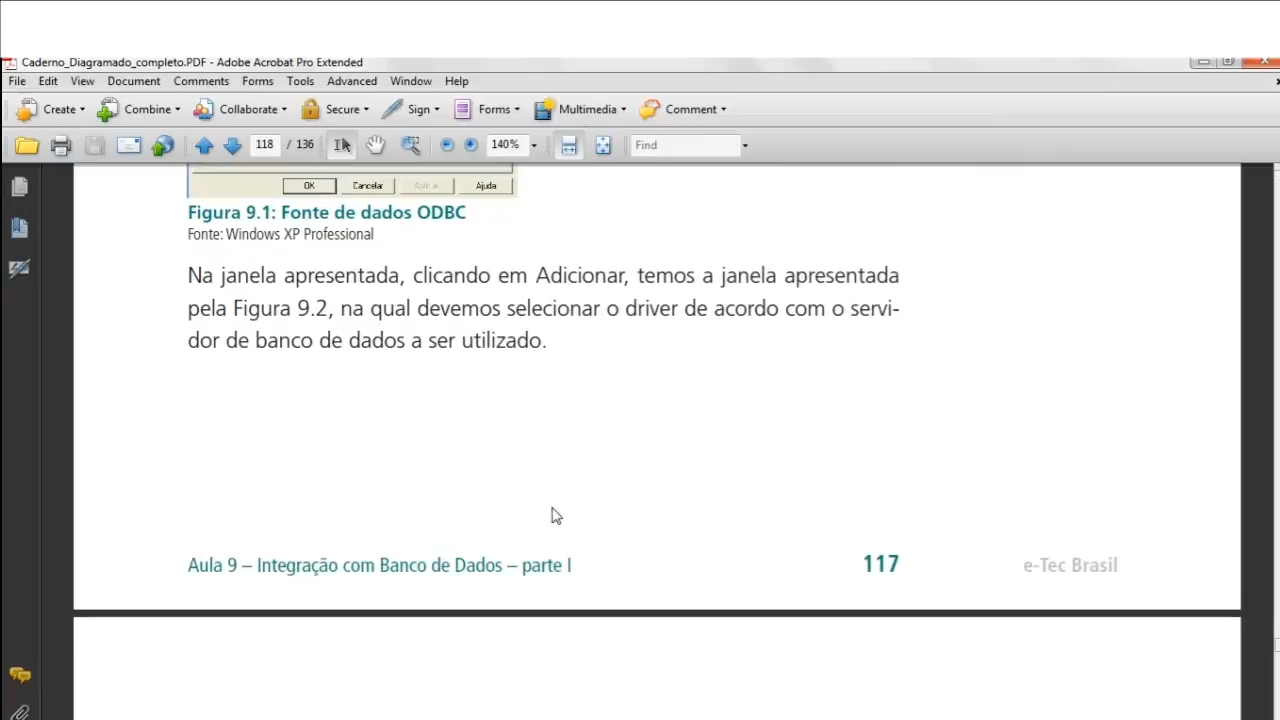 Caderno_Diagramado_completo.PDF - Adobe Acrobat Pro Extended
File Edit View Document Comments Forms Tools Advanced Window Help
Create Combine Collaborate Secure Sign Forms Multimedia Comment
118 / 136 140% Find
OK Cancelar Ajuda
Figura 9.1: Fonte de dados ODBC
Fonte: Windows XP Professional
Na janela apresentada, clicando em Adicionar, temos a janela apresentada
pela Figura 9.2, na qual devemos selecionar o driver de acordo com o servi-
dor de banco de dados a ser utilizado.
Aula 9 – Integração com Banco de Dados – parte I 117 e-Tec Brasil